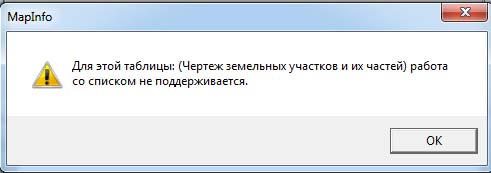 MapInfo
Для этой таблицы: (Чертеж земельных участков и их частей) работа
со списком не поддерживается.
OK